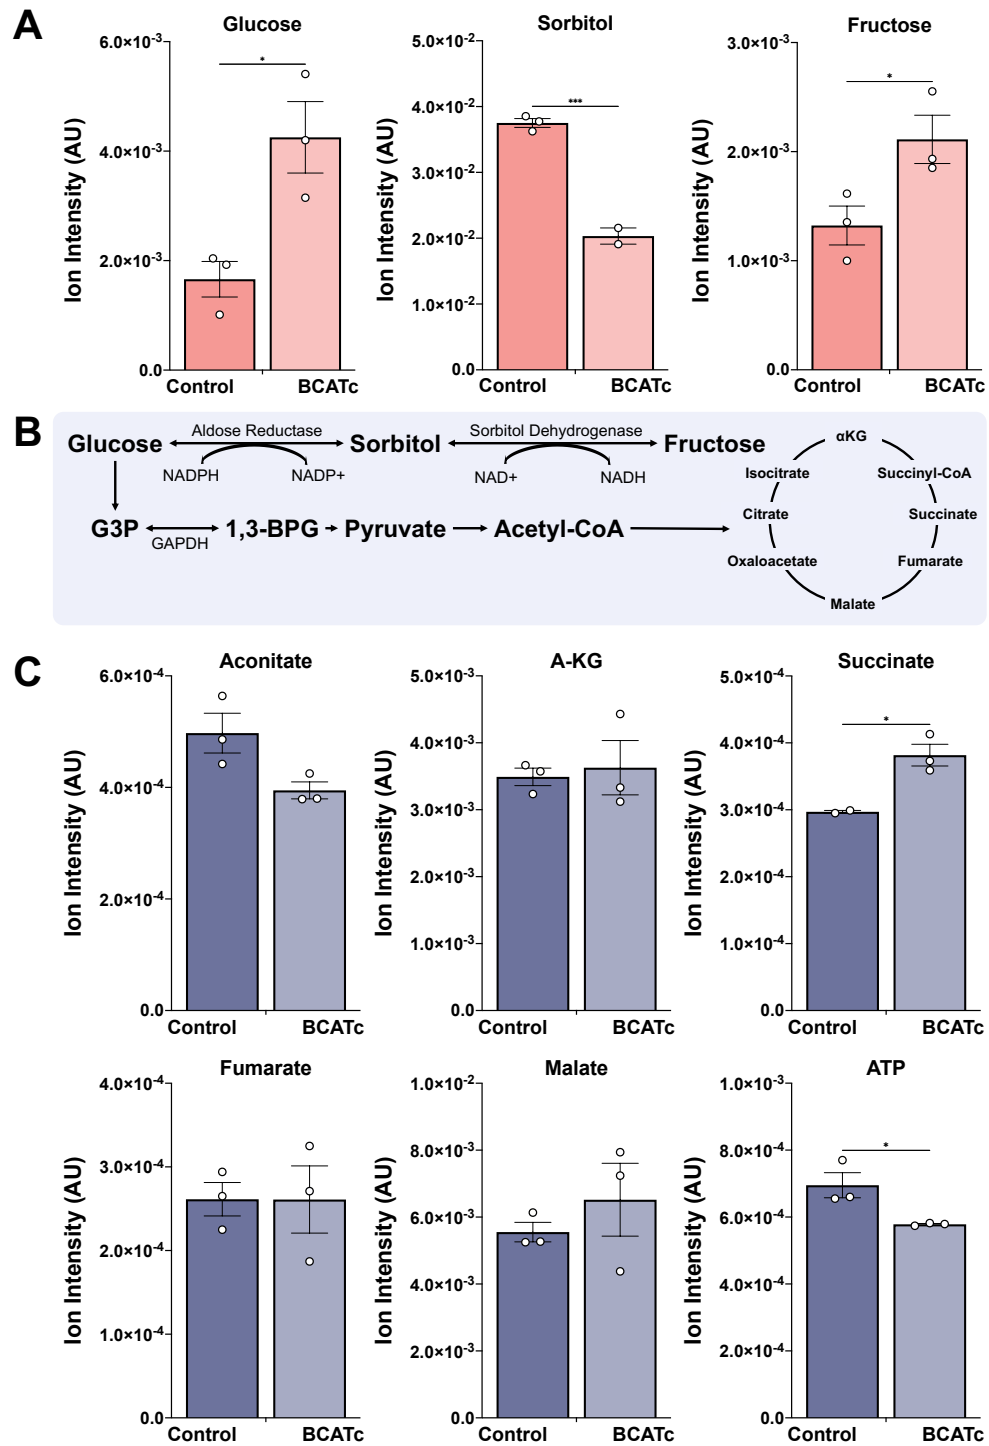 A
Glucose
Sorbitol
Fructose
Ion Intensity (AU)
6.0×10⁻³
4.0×10⁻³
2.0×10⁻³
0.0
*
Control
BCATc
Ion Intensity (AU)
5.0×10⁻²
4.0×10⁻²
3.0×10⁻²
2.0×10⁻²
1.0×10⁻²
0.0
***
Control
BCATc
Ion Intensity (AU)
3.0×10⁻³
2.0×10⁻³
1.0×10⁻³
0.0
*
Control
BCATc
B
Glucose
Aldose Reductase
Sorbitol
Sorbitol Dehydrogenase
Fructose
NADPH
NADP+
NAD+
NADH
G3P
GAPDH
1,3-BPG
Pyruvate
Acetyl-CoA
αKG
Isocitrate
Succinyl-CoA
Citrate
Succinate
Oxaloacetate
Fumarate
Malate
C
Aconitate
A-KG
Succinate
Ion Intensity (AU)
6.0×10⁻⁴
4.0×10⁻⁴
2.0×10⁻⁴
0.0
Control
BCATc
Ion Intensity (AU)
5.0×10⁻³
4.0×10⁻³
3.0×10⁻³
2.0×10⁻³
1.0×10⁻³
0.0
Control
BCATc
Ion Intensity (AU)
5.0×10⁻⁴
4.0×10⁻⁴
3.0×10⁻⁴
2.0×10⁻⁴
1.0×10⁻⁴
0.0
*
Control
BCATc
Fumarate
Malate
ATP
Ion Intensity (AU)
4.0×10⁻⁴
3.0×10⁻⁴
2.0×10⁻⁴
1.0×10⁻⁴
0.0
Control
BCATc
Ion Intensity (AU)
1.0×10⁻²
8.0×10⁻³
6.0×10⁻³
4.0×10⁻³
2.0×10⁻³
0.0
Control
BCATc
Ion Intensity (AU)
1.0×10⁻³
8.0×10⁻⁴
6.0×10⁻⁴
4.0×10⁻⁴
2.0×10⁻⁴
0.0
*
Control
BCATc